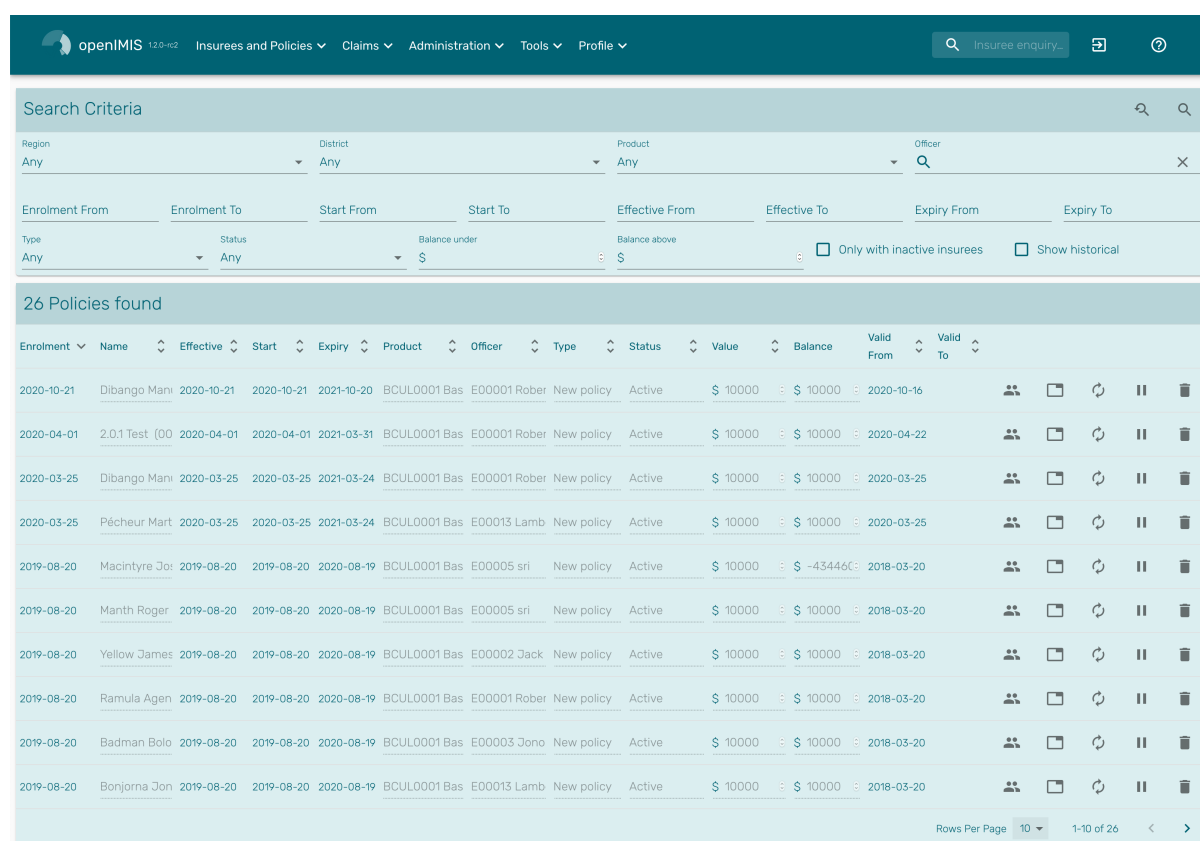 openIMIS 1.2.0-rc2 Insurees and Policies Claims Administration Tools Profile Insuree enquiry...
Search Criteria
Region District Product Officer
Any Any Any
Enrolment From Enrolment To Start From Start To Effective From Effective To Expiry From Expiry To
Type Status Balance under Balance above
Any Any $ $ Only with inactive insurees Show historical
26 Policies found
Enrolment Name Effective Start Expiry Product Officer Type Status Value Balance Valid From Valid To
2020-10-21 Dibango Manu 2020-10-21 2020-10-21 2021-10-20 BCUL0001 Bas E00001 Rober New policy Active $ 10000 $ 10000 2020-10-16
2020-04-01 2.0.1 Test (00 2020-04-01 2020-04-01 2021-03-31 BCUL0001 Bas E00001 Rober New policy Active $ 10000 $ 10000 2020-04-22
2020-03-25 Dibango Manu 2020-03-25 2020-03-25 2021-03-24 BCUL0001 Bas E00001 Rober New policy Active $ 10000 $ 10000 2020-03-25
2020-03-25 Pécheur Mart 2020-03-25 2020-03-25 2021-03-24 BCUL0001 Bas E00013 Lamb New policy Active $ 10000 $ 10000 2020-03-25
2019-08-20 Macintyre Jos 2019-08-20 2019-08-20 2020-08-19 BCUL0001 Bas E00005 sri New policy Active $ 10000 $ -434460 2018-03-20
2019-08-20 Manth Roger 2019-08-20 2019-08-20 2020-08-19 BCUL0001 Bas E00005 sri New policy Active $ 10000 $ 10000 2018-03-20
2019-08-20 Yellow James 2019-08-20 2019-08-20 2020-08-19 BCUL0001 Bas E00002 Jack New policy Active $ 10000 $ 10000 2018-03-20
2019-08-20 Ramula Agen 2019-08-20 2019-08-20 2020-08-19 BCUL0001 Bas E00001 Rober New policy Active $ 10000 $ 10000 2018-03-20
2019-08-20 Badman Bolo 2019-08-20 2019-08-20 2020-08-19 BCUL0001 Bas E00003 Jono New policy Active $ 10000 $ 10000 2018-03-20
2019-08-20 Bonjorna Jon 2019-08-20 2019-08-20 2020-08-19 BCUL0001 Bas E00013 Lamb New policy Active $ 10000 $ 10000 2018-03-20
Rows Per Page 10 1-10 of 26